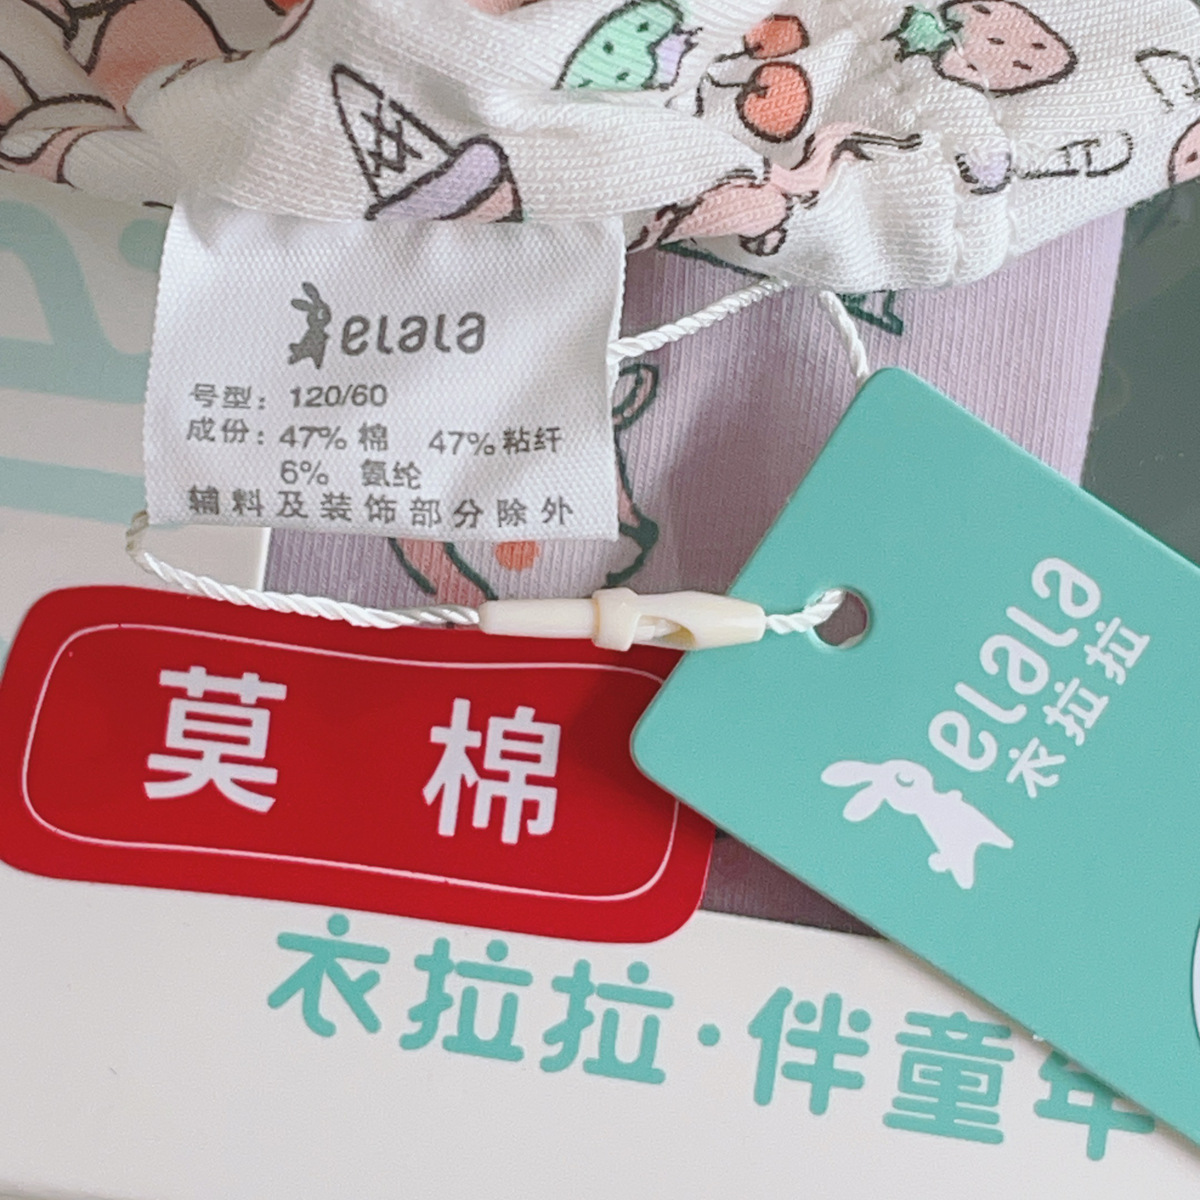 elala
号型：120/60
成份：47% 棉 47% 粘纤
6% 氨纶
辅料及装饰部分除外
莫 棉
elala
衣拉拉
衣拉拉·伴童年